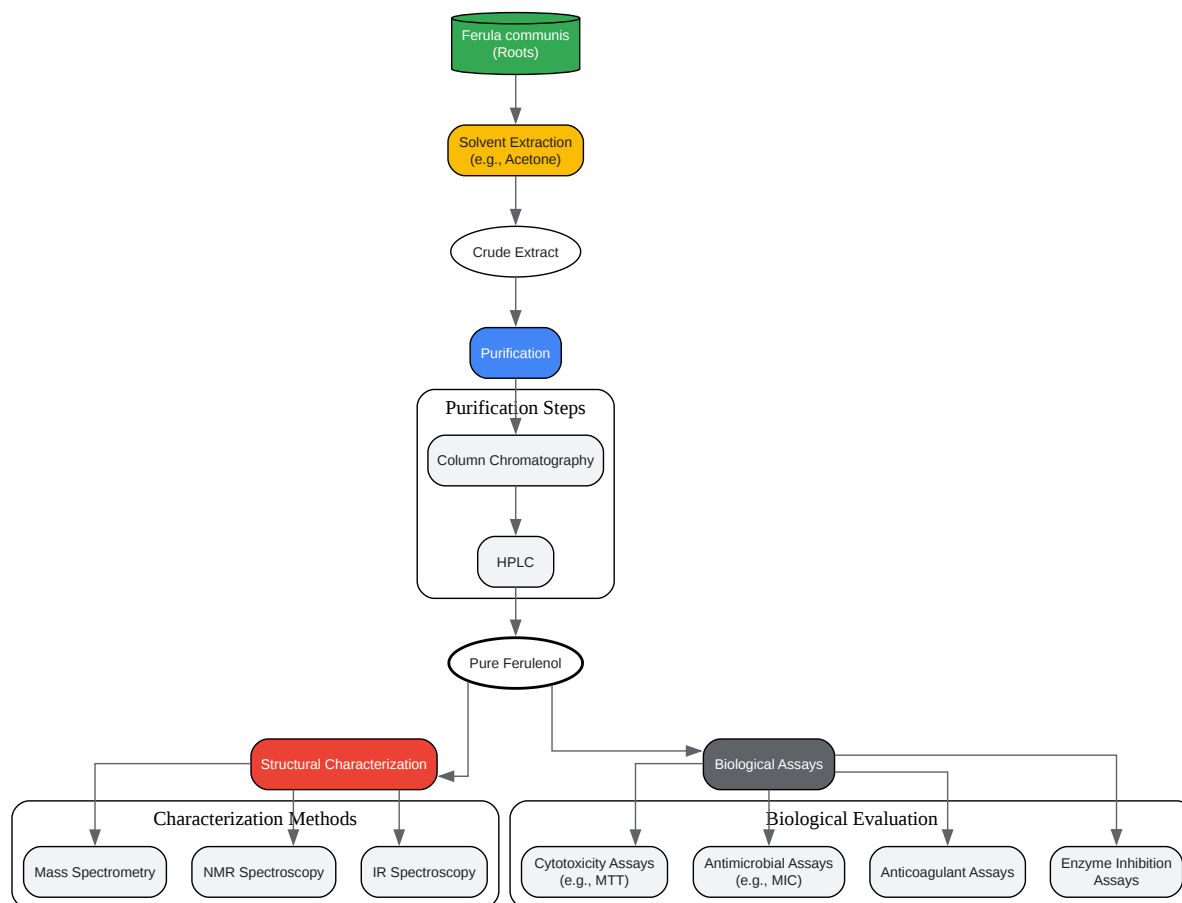 Ferula communis
(Roots)
Solvent Extraction
(e.g., Acetone)
Crude Extract
Purification
Purification Steps
Column Chromatography
HPLC
Pure Ferulenol
Structural Characterization
Biological Assays
Characterization Methods
Biological Evaluation
Mass Spectrometry
NMR Spectroscopy
IR Spectroscopy
Cytotoxicity Assays
(e.g., MTT)
Antimicrobial Assays
(e.g., MIC)
Anticoagulant Assays
Enzyme Inhibition
Assays